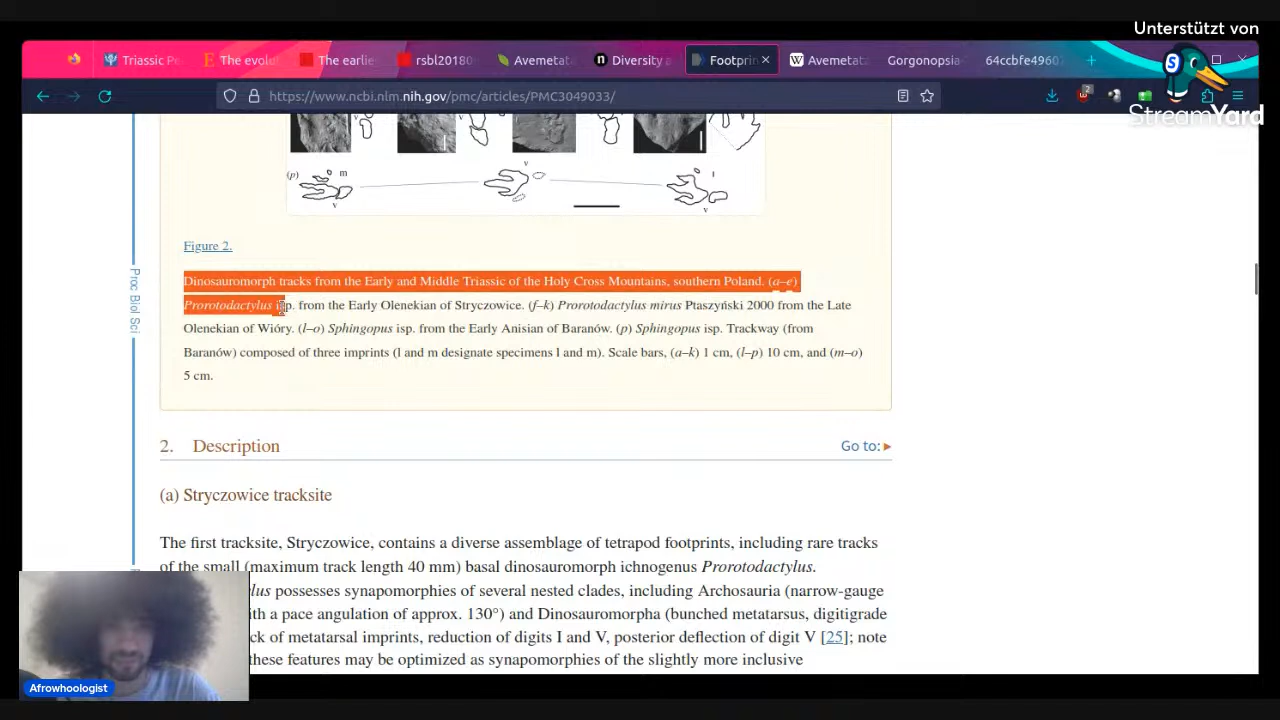 Unterstützt von
StreamYard
Triassic Pe
The evolu
The earlie
rsbl20180
Avemetata
Diversity a
Footprin
Avemetata
Gorgonopsia
64ccbfe4960
https://www.ncbi.nlm.nih.gov/pmc/articles/PMC3049033/
2
S
Proc Biol Sci
(p)
m
v
v
l
v
Figure 2.
Dinosauromorph tracks from the Early and Middle Triassic of the Holy Cross Mountains, southern Poland. (a–e)
Prorotodactylus isp. from the Early Olenekian of Stryczowice. (f–k) Prorotodactylus mirus Ptaszyński 2000 from the Late
Olenekian of Wióry. (l–o) Sphingopus isp. from the Early Anisian of Baranów. (p) Sphingopus isp. Trackway (from
Baranów) composed of three imprints (l and m designate specimens l and m). Scale bars, (a–k) 1 cm, (l–p) 10 cm, and (m–o)
5 cm.
2. Description
Go to:
(a) Stryczowice tracksite
The first tracksite, Stryczowice, contains a diverse assemblage of tetrapod footprints, including rare tracks
of the small (maximum track length 40 mm) basal dinosauromorph ichnogenus Prorotodactylus.
possesses synapomorphies of several nested clades, including Archosauria (narrow-gauge
with a pace angulation of approx. 130°) and Dinosauromorpha (bunched metatarsus, digitigrade
of metatarsal imprints, reduction of digits I and V, posterior deflection of digit V [25]; note
these features may be optimized as synapomorphies of the slightly more inclusive
Afrowhoologist